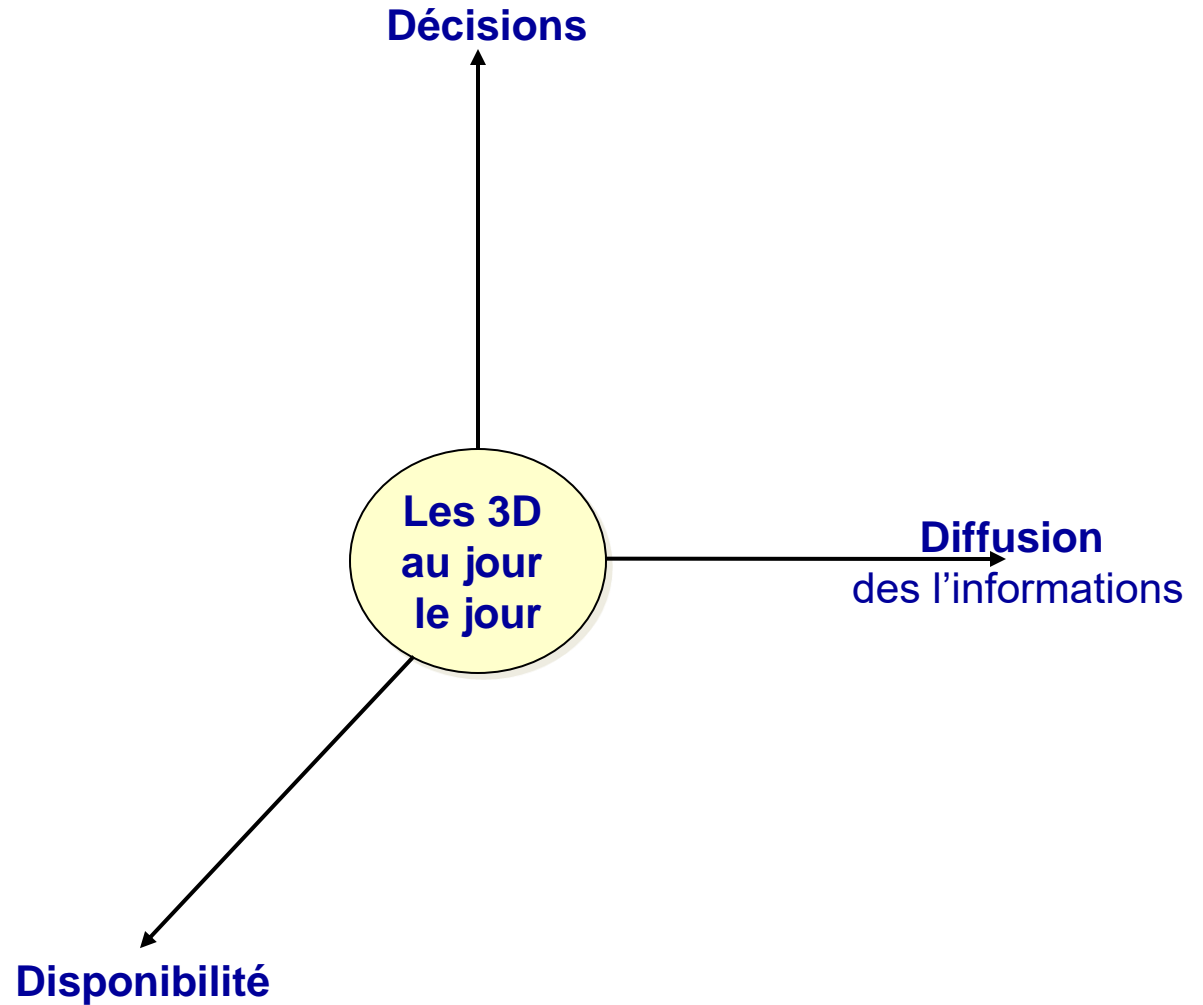 Décisions
Les 3D
au jour
le jour
Diffusion
des l’informations
Disponibilité